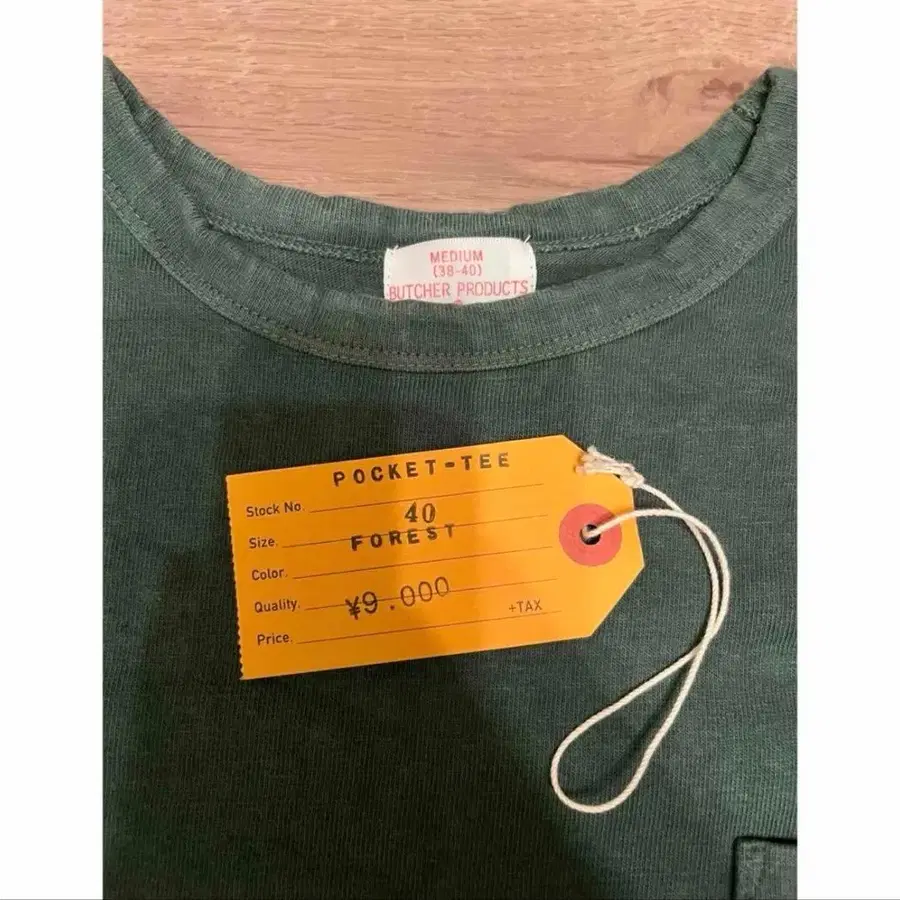 MEDIUM
(38-40)
BUTCHER PRODUCTS
POCKET-TEE
Stock No.
40
Size.
FOREST
Color.
Quality.
¥9.000
+TAX
Price.